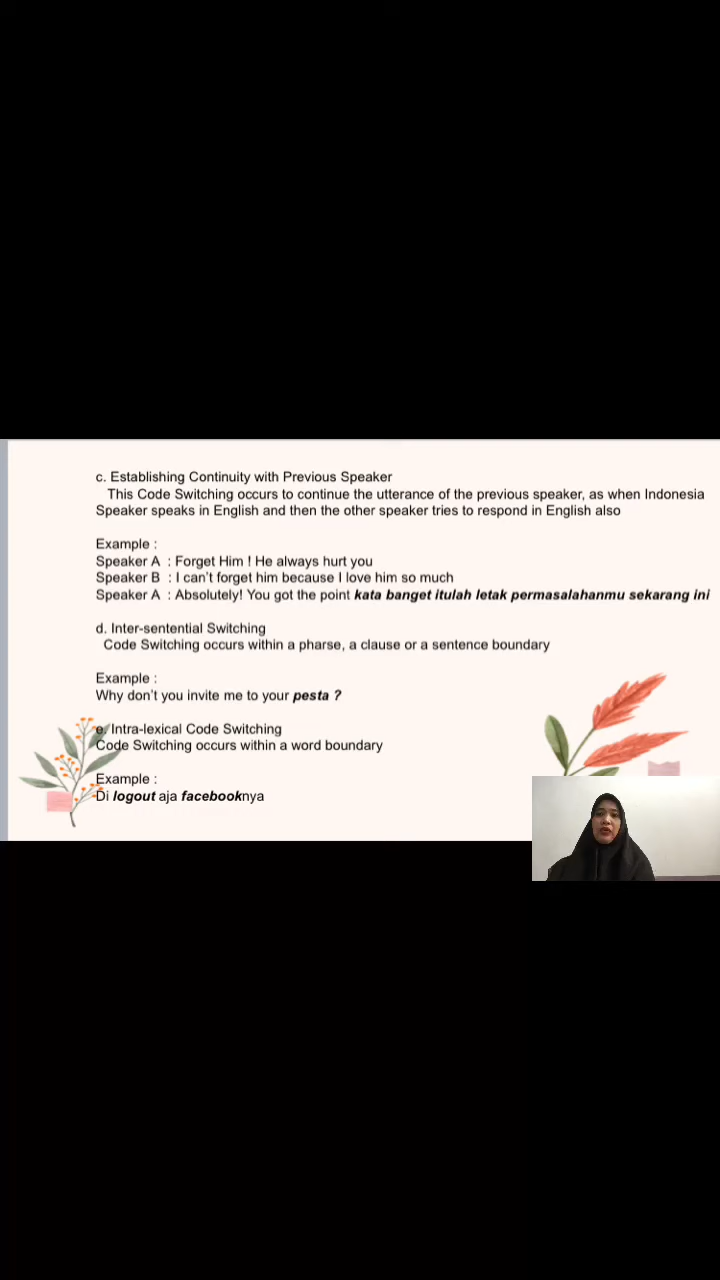 c. Establishing Continuity with Previous Speaker
This Code Switching occurs to continue the utterance of the previous speaker, as when Indonesia
Speaker speaks in English and then the other speaker tries to respond in English also
Example :
Speaker A : Forget Him ! He always hurt you
Speaker B : I can't forget him because I love him so much
Speaker A : Absolutely! You got the point kata banget itulah letak permasalahanmu sekarang ini
d. Inter-sentential Switching
Code Switching occurs within a pharse, a clause or a sentence boundary
Example :
Why don't you invite me to your pesta ?
e. Intra-lexical Code Switching
Code Switching occurs within a word boundary
Example :
Di logout aja facebooknya